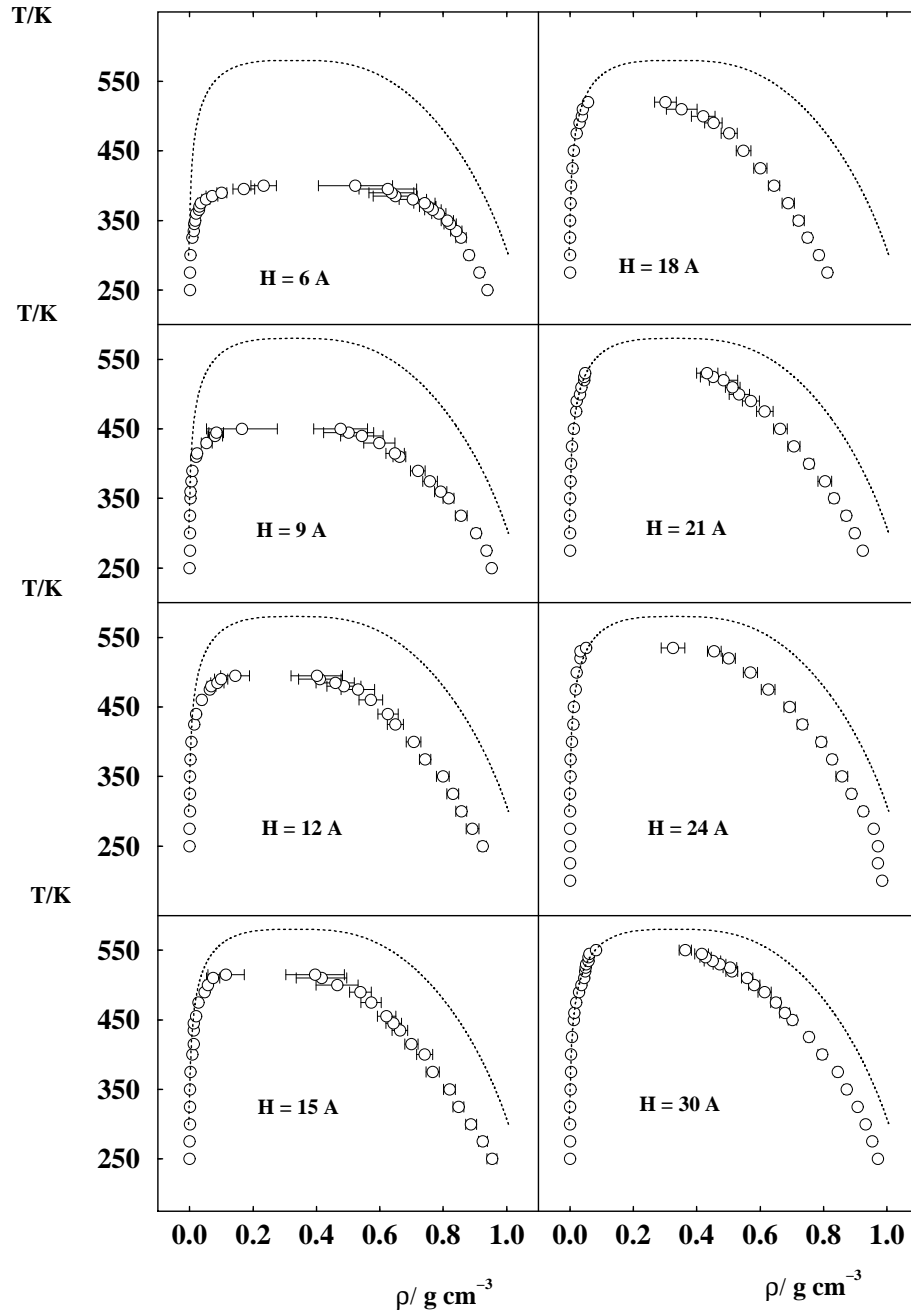 T/K
550
450
350
250
H = 6 A
H = 18 A
T/K
550
450
350
250
H = 9 A
H = 21 A
T/K
550
450
350
250
H = 12 A
H = 24 A
T/K
550
450
350
250
H = 15 A
H = 30 A
0.0 0.2 0.4 0.6 0.8 1.0 0.0 0.2 0.4 0.6 0.8 1.0
ρ/ g cm⁻³ ρ/ g cm⁻³